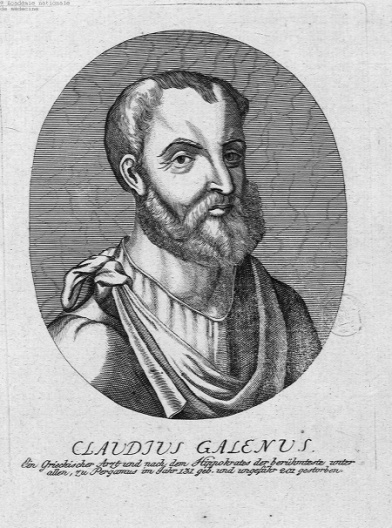 CLAUDIUS GALENUS.
Ein Griechischer Arzt und nach dem Hippokrates der berühmteste unter
allen, zu Pergamus im Jahr 131 geb. und ungefähr 201 gestorben.